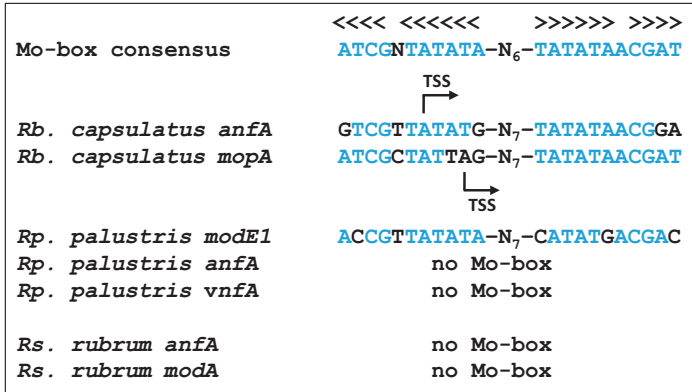 <<<< <<<<<< >>>>>> >>>>
Mo-box consensus ATCGNTATATA–N6–TATATAACGAT
TSS
Rb. capsulatus anfA GTCGTTATATG–N7–TATATAACGGA
Rb. capsulatus mopA ATCGCTATTAG–N7–TATATAACGAT
TSS
Rp. palustris modE1 ACCGTTATATA–N7–CATATGACGAC
Rp. palustris anfA no Mo-box
Rp. palustris vnfA no Mo-box
Rs. rubrum anfA no Mo-box
Rs. rubrum modA no Mo-box